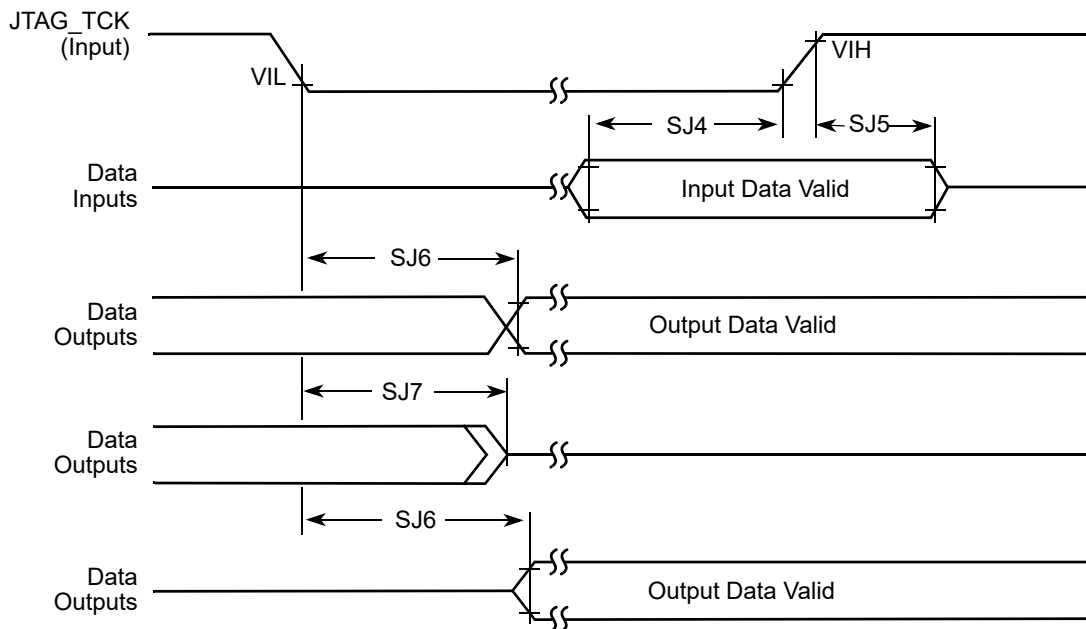 JTAG_TCK
(Input)
VIL
VIH
SJ4
SJ5
Data
Inputs
Input Data Valid
SJ6
Data
Outputs
Output Data Valid
SJ7
Data
Outputs
SJ6
Data
Outputs
Output Data Valid